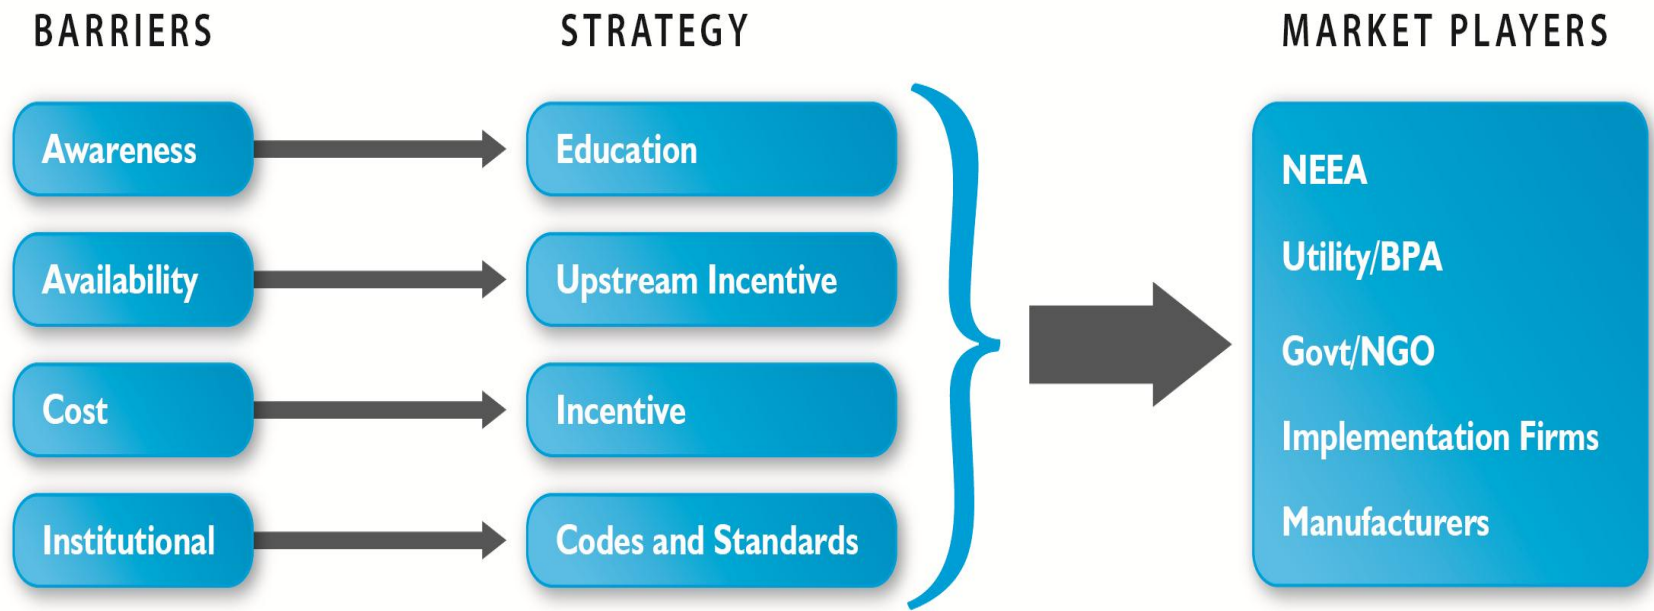 BARRIERS
STRATEGY
MARKET PLAYERS
Awareness
Education
Availability
Upstream Incentive
Cost
Incentive
Institutional
Codes and Standards
NEEA
Utility/BPA
Govt/NGO
Implementation Firms
Manufacturers